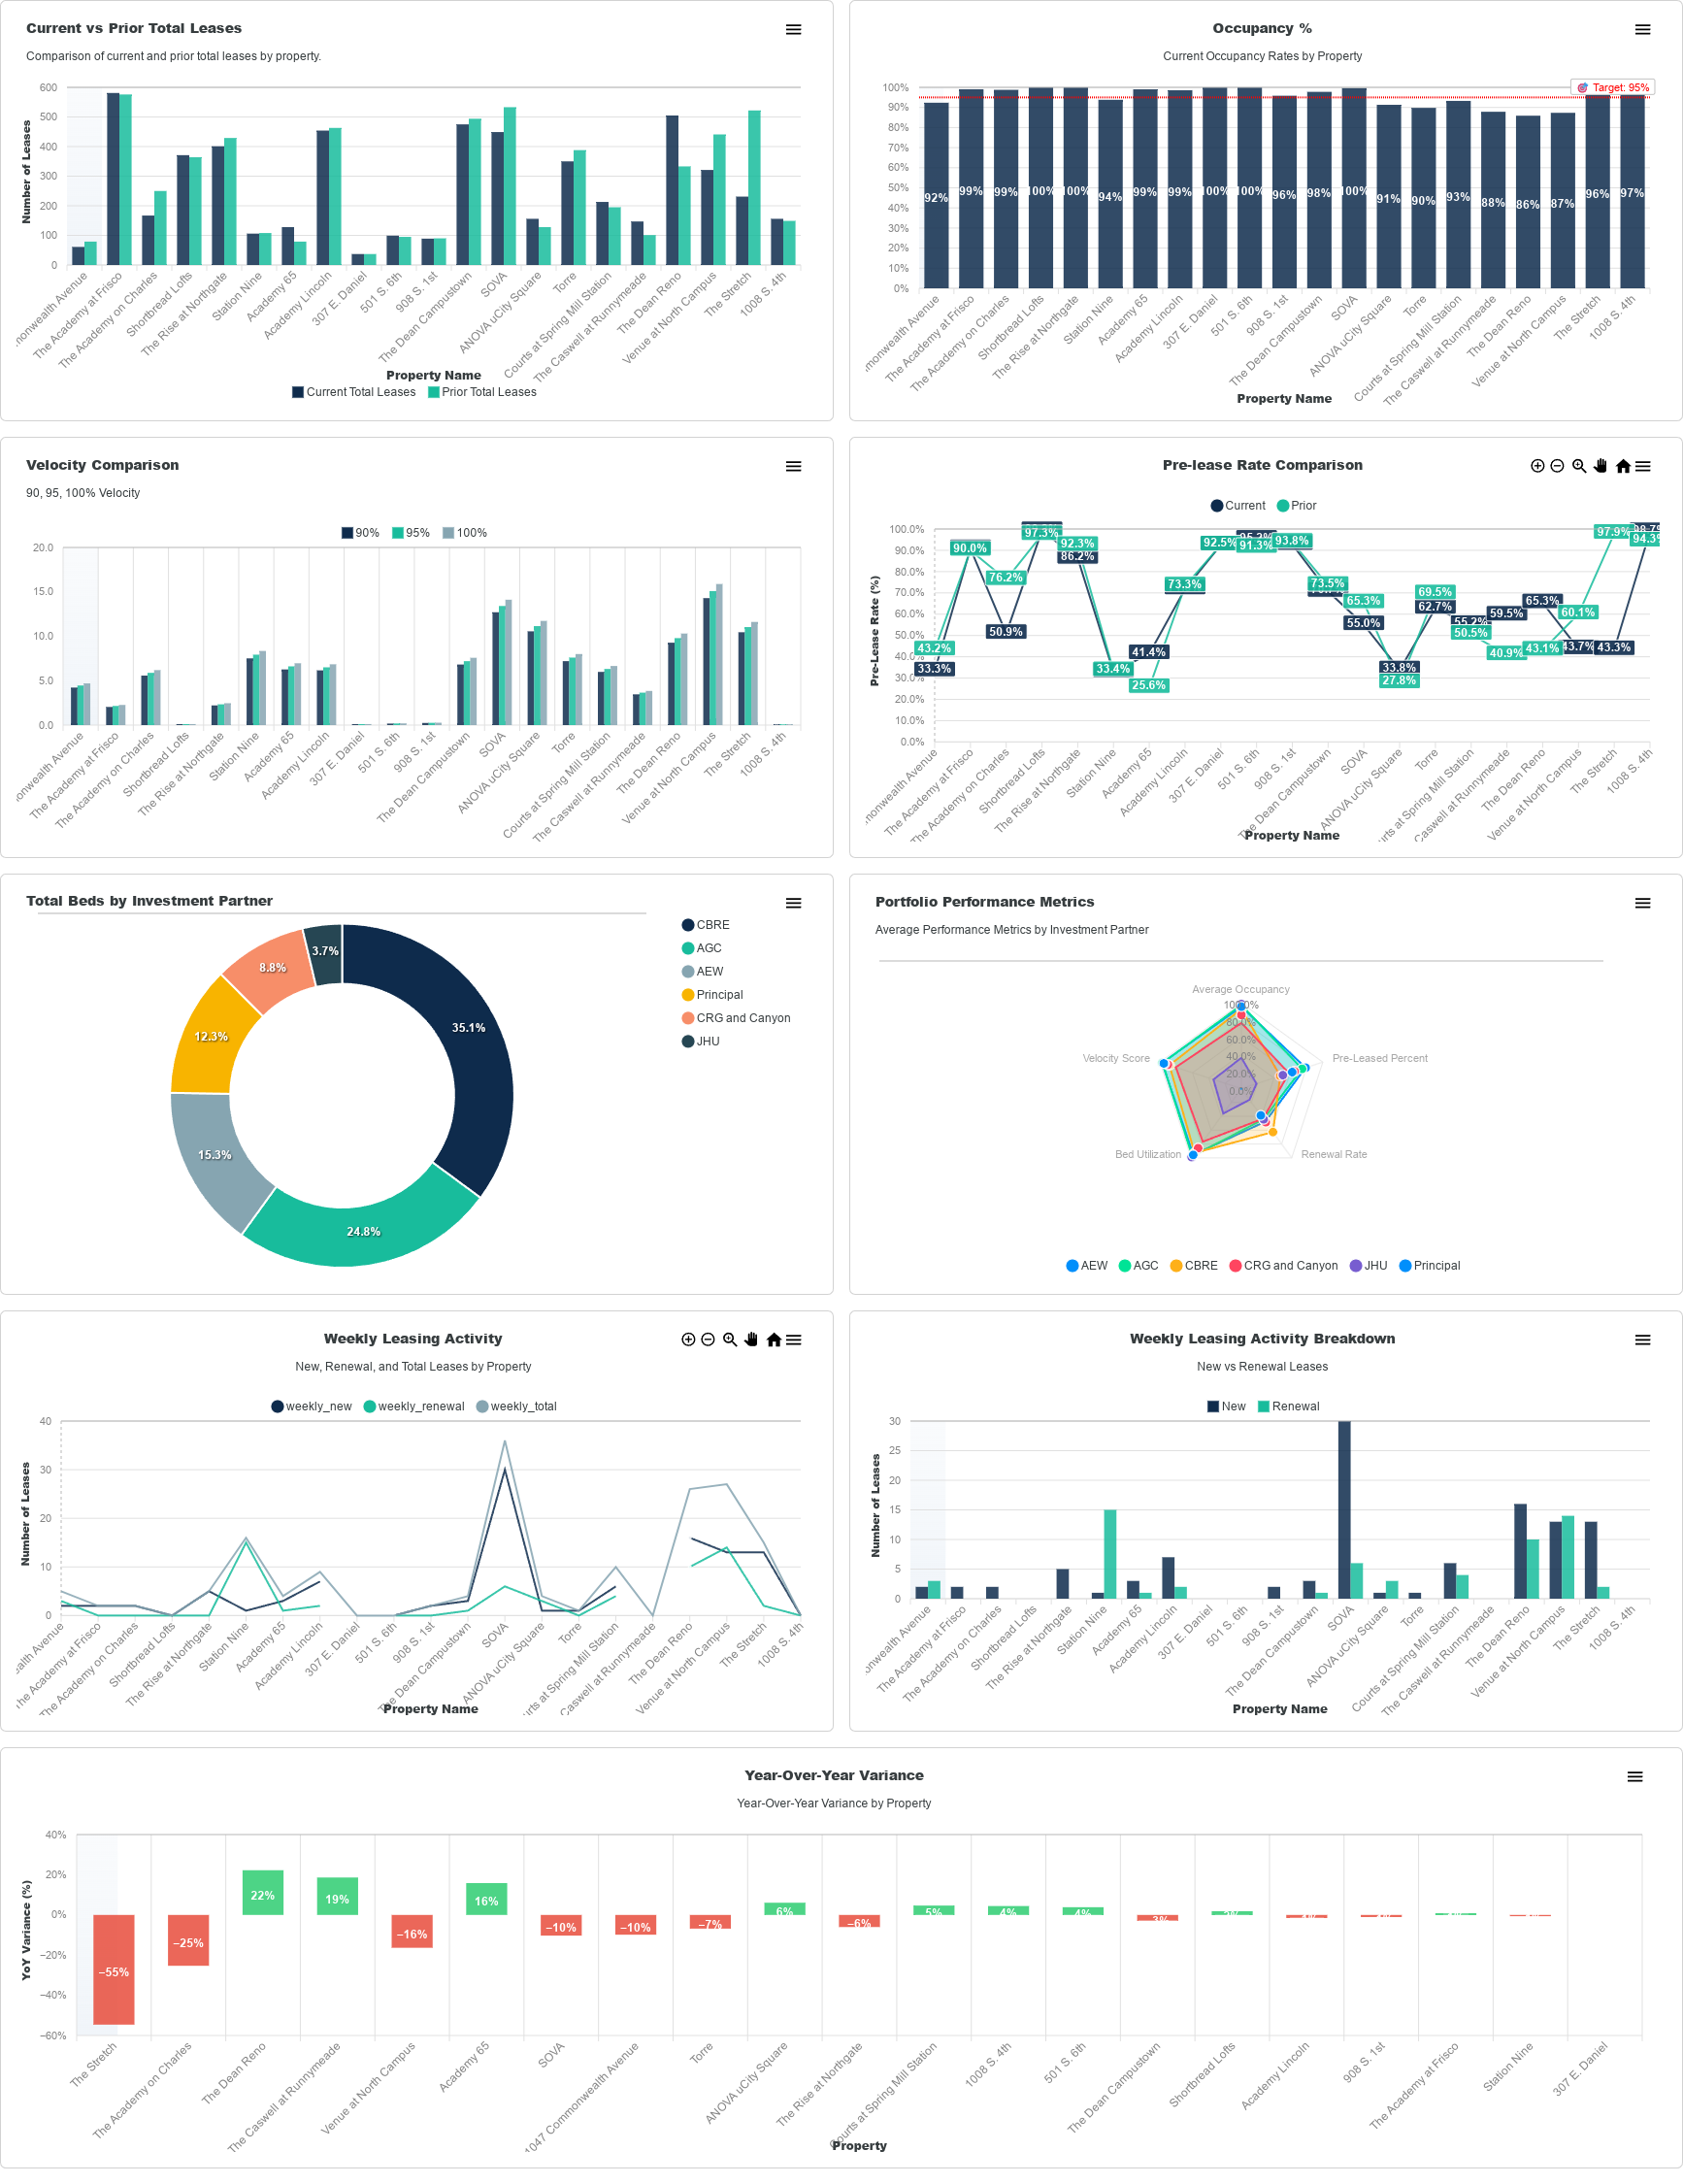 Current vs Prior Total Leases
Comparison of current and prior total leases by property.
Number of Leases
600
500
400
300
200
100
0
The Academy at Frisco
The Academy on Charles
Shortbread Lofts
The Rise at Northgate
Station Nine
Academy 65
Academy Lincoln
307 E. Daniel
501 S. 6th
908 S. 1st
The Dean Campustown
SOVA
ANOVA uCity Square
Torre
Courts at Spring Mill Station
The Caswell at Runnymeade
The Dean Reno
Venue at North Campus
The Stretch
1008 S. 4th
Property Name
Current Total Leases
Prior Total Leases
Occupancy %
Current Occupancy Rates by Property
Target: 95%
100%
90%
80%
70%
60%
50%
40%
30%
20%
10%
0%
92% 99% 99% 100% 100% 94% 99% 99% 100% 100% 96% 98% 100% 91% 90% 93% 88% 86% 87% 96% 97%
The Academy at Frisco
The Academy on Charles
Shortbread Lofts
The Rise at Northgate
Station Nine
Academy 65
Academy Lincoln
307 E. Daniel
501 S. 6th
908 S. 1st
The Dean Campustown
SOVA
ANOVA uCity Square
Torre
Courts at Spring Mill Station
The Caswell at Runnymeade
The Dean Reno
Venue at North Campus
The Stretch
1008 S. 4th
Property Name
Velocity Comparison
90, 95, 100% Velocity
90% 95% 100%
20.0
15.0
10.0
5.0
0.0
The Academy at Frisco
The Academy on Charles
Shortbread Lofts
The Rise at Northgate
Station Nine
Academy 65
Academy Lincoln
307 E. Daniel
501 S. 6th
908 S. 1st
The Dean Campustown
SOVA
ANOVA uCity Square
Torre
Courts at Spring Mill Station
The Caswell at Runnymeade
The Dean Reno
Venue at North Campus
The Stretch
1008 S. 4th
Pre-lease Rate Comparison
Current Prior
Pre-Lease Rate (%)
100.0%
90.0%
80.0%
70.0%
60.0%
50.0%
40.0%
30.0%
20.0%
10.0%
0.0%
43.2%
33.3%
90.0%
76.2%
50.9%
97.3%
92.3%
86.2%
33.4%
41.4%
25.6%
73.3%
92.5%
91.3%
93.8%
73.5%
65.3%
55.0%
33.8%
27.8%
69.5%
62.7%
55.2%
50.5%
59.5%
40.9%
65.3%
43.1%
60.1%
43.7%
97.9%
43.3%
94.3%
The Academy at Frisco
The Academy on Charles
Shortbread Lofts
The Rise at Northgate
Station Nine
Academy 65
Academy Lincoln
307 E. Daniel
501 S. 6th
908 S. 1st
Dean Campustown
SOVA
ANOVA uCity Square
Torre
at Spring Mill Station
Caswell at Runnymeade
The Dean Reno
Venue at North Campus
The Stretch
1008 S. 4th
Property Name
Total Beds by Investment Partner
35.1%
24.8%
15.3%
12.3%
8.8%
3.7%
CBRE
AGC
AEW
Principal
CRG and Canyon
JHU
Portfolio Performance Metrics
Average Performance Metrics by Investment Partner
Average Occupancy
Pre-Leased Percent
Renewal Rate
Bed Utilization
Velocity Score
100.0%
80.0%
60.0%
40.0%
20.0%
0.0%
AEW AGC CBRE CRG and Canyon JHU Principal
Weekly Leasing Activity
New, Renewal, and Total Leases by Property
weekly_new weekly_renewal weekly_total
Number of Leases
40
30
20
10
0
Avenue
The Academy at Frisco
The Academy on Charles
Shortbread Lofts
The Rise at Northgate
Station Nine
Academy 65
Academy Lincoln
307 E. Daniel
501 S. 6th
908 S. 1st
Dean Campustown
SOVA
ANOVA uCity Square
Torre
at Spring Mill Station
Caswell at Runnymeade
The Dean Reno
Venue at North Campus
The Stretch
1008 S. 4th
Property Name
Weekly Leasing Activity Breakdown
New vs Renewal Leases
New Renewal
Number of Leases
30
25
20
15
10
5
0
The Academy at Frisco
The Academy on Charles
Shortbread Lofts
The Rise at Northgate
Station Nine
Academy 65
Academy Lincoln
307 E. Daniel
501 S. 6th
908 S. 1st
The Dean Campustown
SOVA
ANOVA uCity Square
Torre
Courts at Spring Mill Station
The Caswell at Runnymeade
The Dean Reno
Venue at North Campus
The Stretch
1008 S. 4th
Property Name
Year-Over-Year Variance
Year-Over-Year Variance by Property
YoY Variance (%)
40%
20%
0%
−20%
−40%
−60%
−55% −25% 22% 19% −16% 16% −10% −10% −7% 6% −6% 5% 4% 4%
The Stretch
The Academy on Charles
The Dean Reno
The Caswell at Runnymeade
Venue at North Campus
Academy 65
SOVA
1047 Commonwealth Avenue
Torre
ANOVA uCity Square
The Rise at Northgate
Courts at Spring Mill Station
1008 S. 4th
501 S. 6th
The Dean Campustown
Shortbread Lofts
Academy Lincoln
908 S. 1st
The Academy at Frisco
Station Nine
307 E. Daniel
Property